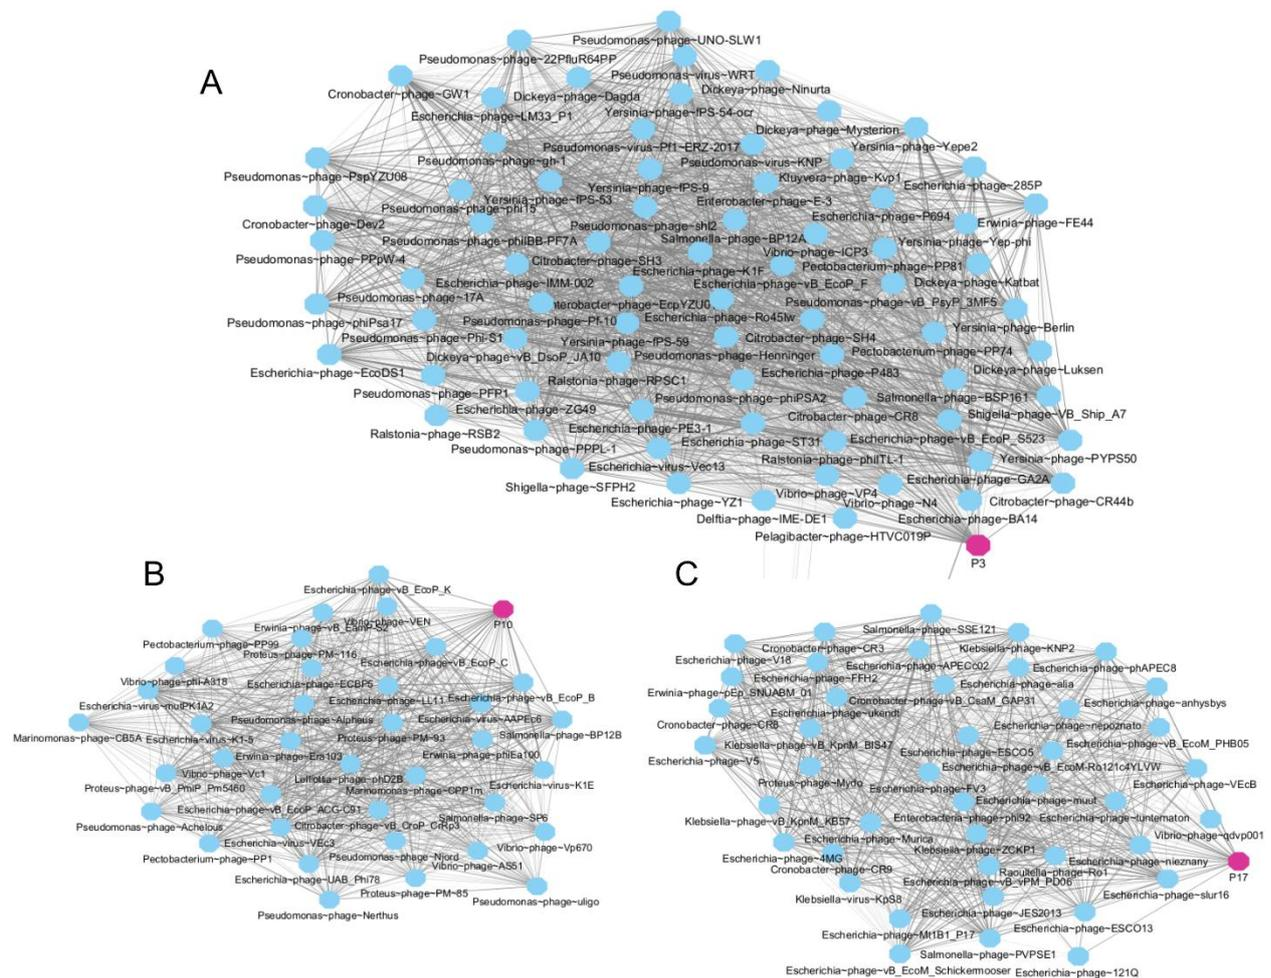 A
Pseudomonas~phage~UNO-SLW1
Pseudomonas~phage~22PfluR64PP
Pseudomonas~virus~WRT
Cronobacter~phage~GW1
Dickeya~phage~Dagda
Dickeya~phage~Ninurta
Escherichia~phage~LM33_P1
Yersinia~phage~fPS-54-ocr
Dickeya~phage~Mysterion
Pseudomonas~virus~Pf1~ERZ-2017
Yersinia~phage~Yepe2
Pseudomonas~phage~gh-1
Pseudomonas~virus~KNP
Pseudomonas~phage~PspYZU08
Kluyvera~phage~Kvp1
Escherichia~phage~285P
Yersinia~phage~fPS-9
Yersinia~phage~fPS-53
Enterobacter~phage~E-3
Pseudomonas~phage~phi15
Escherichia~phage~P694
Cronobacter~phage~Dev2
Pseudomonas~phage~shl2
Erwinia~phage~FE44
Pseudomonas~phage~phiIBB-PF7A
Salmonella~phage~BP12A
Yersinia~phage~Yep-phi
Vibrio~phage~ICP3
Pseudomonas~phage~PPpW-4
Citrobacter~phage~SH3
Pectobacterium~phage~PP81
Escherichia~phage~K1F
Escherichia~phage~IMM-002
Escherichia~phage~vB_EcoP_F
Dickeya~phage~Katbat
Pseudomonas~phage~17A
Pseudomonas~phage~vB_PsyP_3MF5
Pseudomonas~phage~phiPsa17
Pseudomonas~phage~Pf-10
Escherichia~phage~Ro45lw
Yersinia~phage~Berlin
Pseudomonas~phage~Phi-S1
Yersinia~phage~fPS-59
Citrobacter~phage~SH4
Dickeya~phage~vB_DsoP_JA10
Pseudomonas~phage~Henninger
Pectobacterium~phage~PP74
Escherichia~phage~EcoDS1
Escherichia~phage~P483
Dickeya~phage~Luksen
Ralstonia~phage~RPSC1
Pseudomonas~phage~PFP1
Pseudomonas~phage~phiPSA2
Salmonella~phage~BSP161
Escherichia~phage~ZG49
Citrobacter~phage~CR8
Shigella~phage~VB_Ship_A7
Ralstonia~phage~RSB2
Escherichia~phage~PE3-1
Escherichia~phage~ST31
Escherichia~phage~vB_EcoP_S523
Pseudomonas~phage~PPPL-1
Ralstonia~phage~phiITL-1
Yersinia~phage~PYPS50
Escherichia~virus~Vec13
Escherichia~phage~GA2A
Shigella~phage~SFPH2
Vibrio~phage~VP4
Escherichia~phage~YZ1
Vibrio~phage~N4
Citrobacter~phage~CR44b
Delftia~phage~IME-DE1
Escherichia~phage~BA14
Pelagibacter~phage~HTVC019P
P3
B
Escherichia~phage~vB_EcoP_K
Vibrio~phage~VEN
P10
Erwinia~phage~vB_EamP-S2
Pectobacterium~phage~PP99
Proteus~phage~PM~116
Escherichia~phage~vB_EcoP_C
Vibrio~phage~phi-A318
Escherichia~phage~ECBP5
Escherichia~phage~LL11
Escherichia~phage~vB_EcoP_B
Escherichia~virus~mutPK1A2
Pseudomonas~phage~Alpheus
Escherichia~virus~AAPEc6
Marinomonas~phage~CB5A
Escherichia~virus~K1-5
Proteus~phage~PM~93
Salmonella~phage~BP12B
Erwinia~phage~Era103
Erwinia~phage~phiEa100
Vibrio~phage~Vc1
Lelliottia~phage~phD2B
Proteus~phage~vB_PmiP_Pm5460
Marinomonas~phage~CPP1m
Escherichia~virus~K1E
Escherichia~phage~vB_EcoP_ACG-C91
Salmonella~phage~SP6
Pseudomonas~phage~Achelous
Citrobacter~phage~vB_CroP_CrRp3
Escherichia~phage~VEc3
Vibrio~phage~Vp670
Pectobacterium~phage~PP1
Pseudomonas~phage~Njord
Vibrio~phage~AS51
Escherichia~phage~UAB_Phi78
Proteus~phage~PM~85
Pseudomonas~phage~uligo
Pseudomonas~phage~Nerthus
C
Salmonella~phage~SSE121
Cronobacter~phage~CR3
Klebsiella~phage~KNP2
Escherichia~phage~V18
Escherichia~phage~APECc02
Escherichia~phage~phAPEC8
Escherichia~phage~FFH2
Escherichia~phage~alia
Erwinia~phage~pEp_SNUABM_01
Cronobacter~phage~vB_CsaM_GAP31
Escherichia~phage~anhysbys
Escherichia~phage~ukendt
Cronobacter~phage~CR8
Escherichia~phage~nepoznato
Klebsiella~phage~vB_KpnM_BIS47
Escherichia~phage~ESCO5
Escherichia~phage~vB_EcoM_PHB05
Escherichia~phage~V5
Escherichia~phage~vB_EcoM-Ro121c4YLVW
Proteus~phage~Mydo
Escherichia~phage~FV3
Escherichia~phage~VEcB
Escherichia~phage~muut
Klebsiella~phage~vB_KpnM_KB57
Enterobacteria~phage~phi92
Escherichia~phage~tuntematon
Escherichia~phage~Murica
Vibrio~phage~qdvp001
Klebsiella~phage~ZCKP1
Escherichia~phage~4MG
Escherichia~phage~nieznany
Cronobacter~phage~CR9
Raoultella~phage~Ro1
P17
Escherichia~phage~vB_vPM_PD06
Klebsiella~virus~KpS8
Escherichia~phage~slur16
Escherichia~phage~JES2013
Escherichia~phage~Mt1B1_P17
Escherichia~phage~ESCO13
Salmonella~phage~PVPSE1
Escherichia~phage~vB_EcoM_Schickermooser
Escherichia~phage~121Q